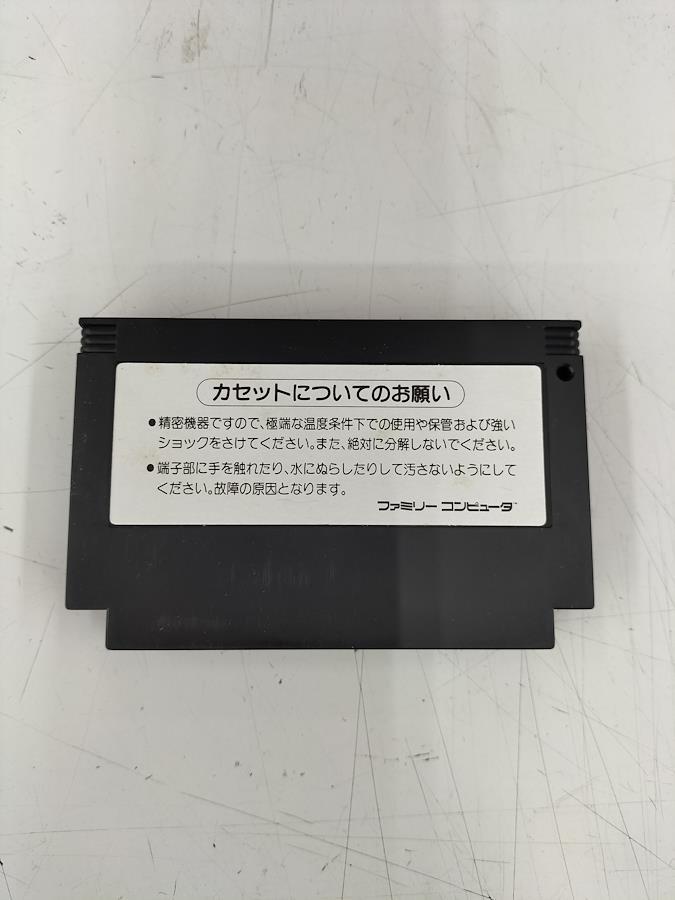 カセットについてのお願い
●精密機器ですので、極端な温度条件下での使用や保管および強い
ショックをさけてください。また、絶対に分解しないでください。
●端子部に手を触れたり、水にぬらしたりして汚さないようにして
ください。故障の原因となります。
ファミリー コンピュータ™